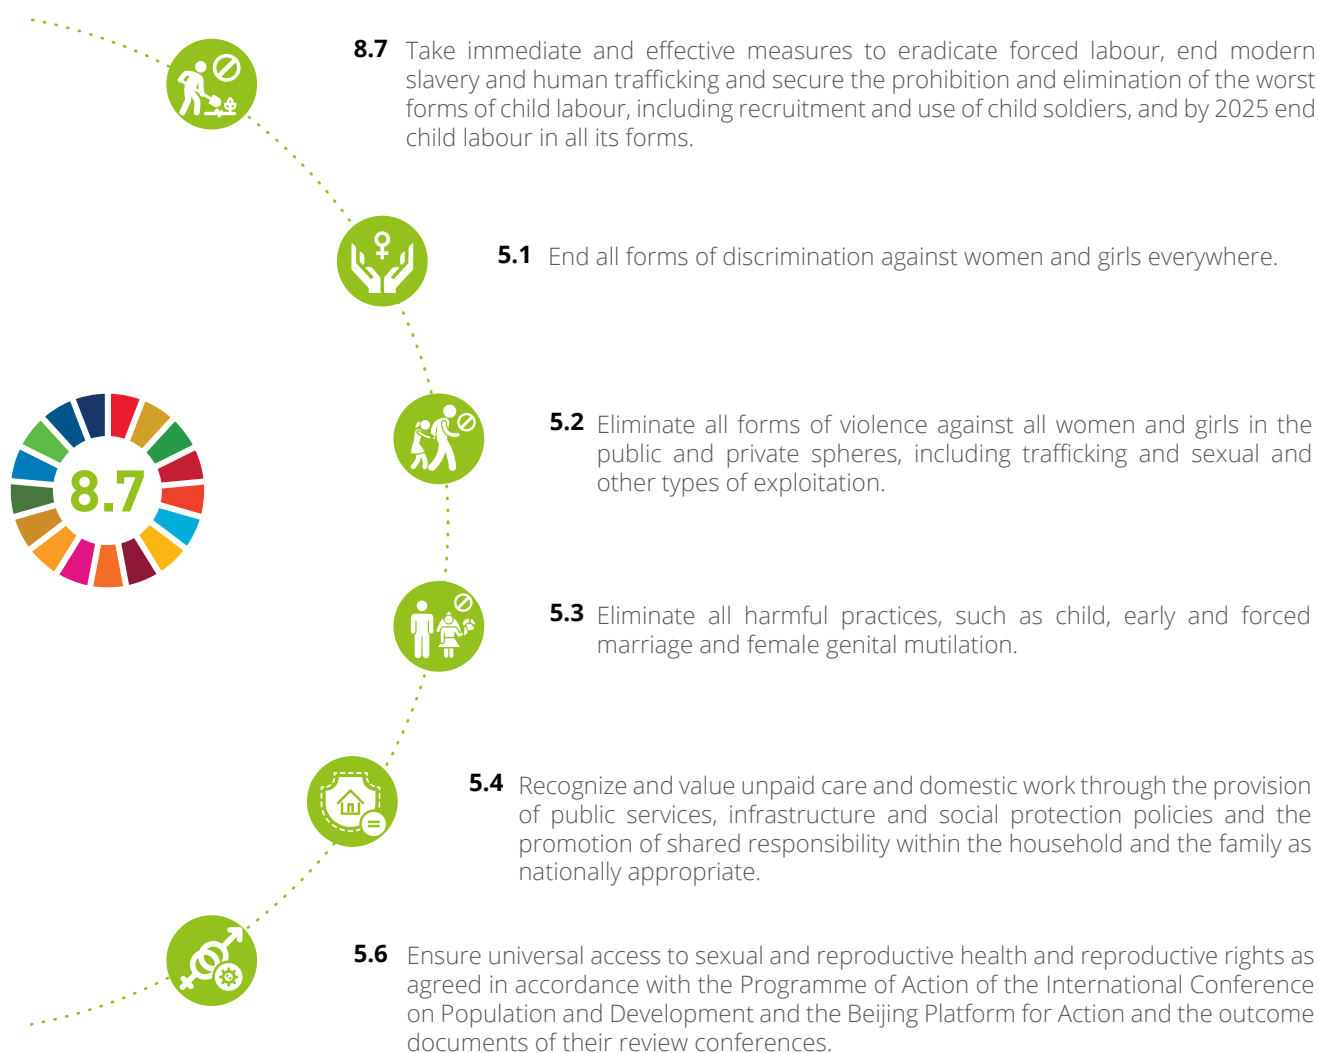 8.7 Take immediate and effective measures to eradicate forced labour, end modern
slavery and human trafficking and secure the prohibition and elimination of the worst
forms of child labour, including recruitment and use of child soldiers, and by 2025 end
child labour in all its forms.
5.1 End all forms of discrimination against women and girls everywhere.
5.2 Eliminate all forms of violence against all women and girls in the
public and private spheres, including trafficking and sexual and
other types of exploitation.
8.7
5.3 Eliminate all harmful practices, such as child, early and forced
marriage and female genital mutilation.
5.4 Recognize and value unpaid care and domestic work through the provision
of public services, infrastructure and social protection policies and the
promotion of shared responsibility within the household and the family as
nationally appropriate.
5.6 Ensure universal access to sexual and reproductive health and reproductive rights as
agreed in accordance with the Programme of Action of the International Conference
on Population and Development and the Beijing Platform for Action and the outcome
documents of their review conferences.